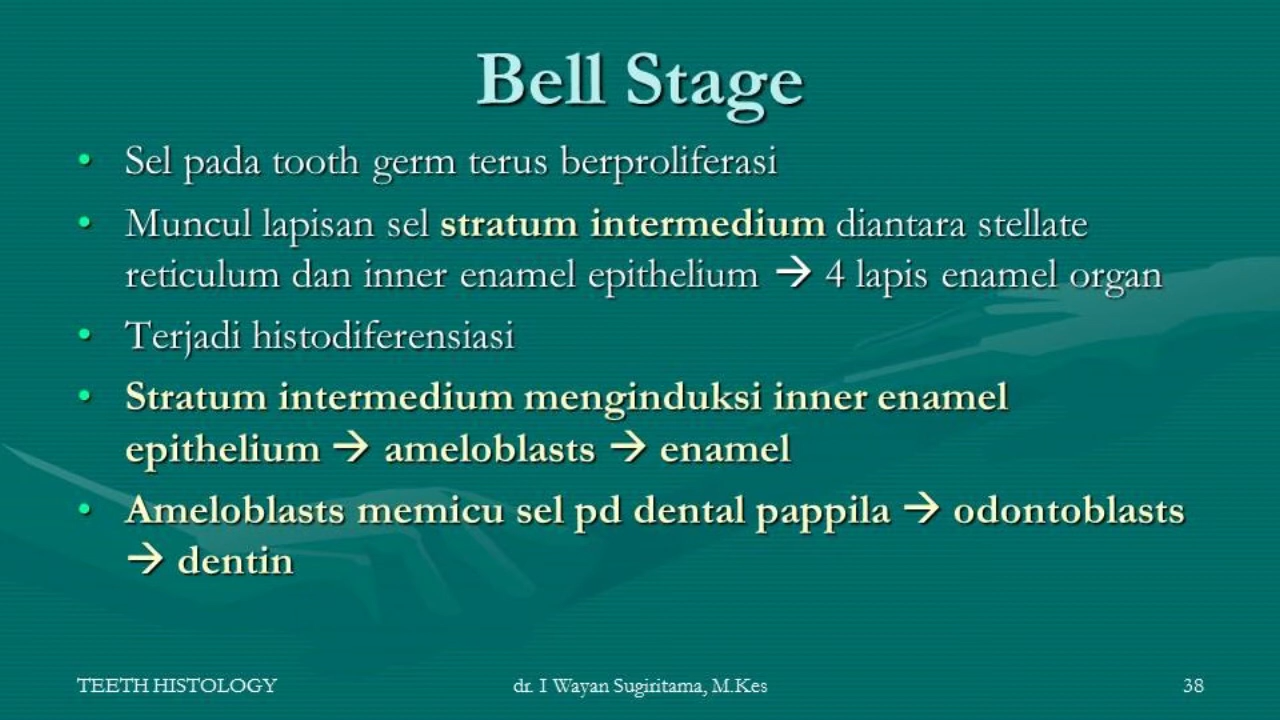 Bell Stage
• Sel pada tooth germ terus berproliferasi
• Muncul lapisan sel stratum intermedium diantara stellate
reticulum dan inner enamel epithelium → 4 lapis enamel organ
• Terjadi histodiferensiasi
• Stratum intermedium menginduksi inner enamel
epithelium → ameloblasts → enamel
• Ameloblasts memicu sel pd dental pappila → odontoblasts
→ dentin
TEETH HISTOLOGY
dr. I Wayan Sugiritama, M.Kes
38